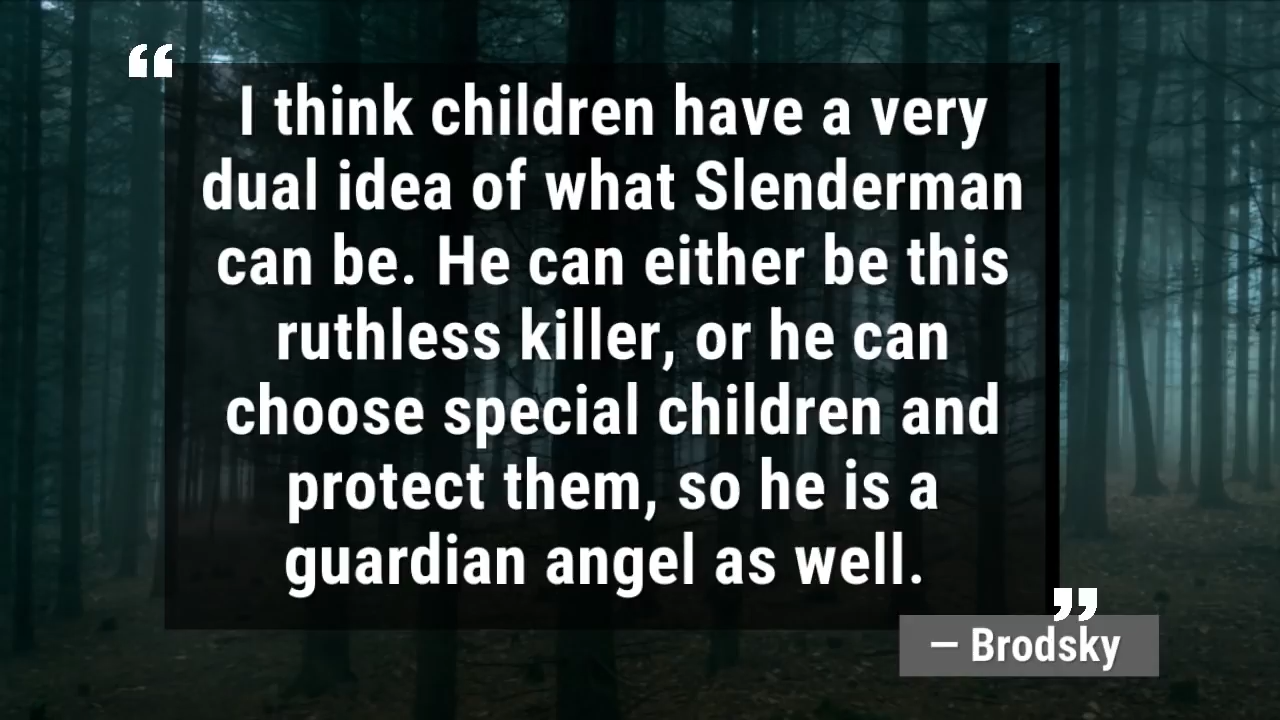 “
I think children have a very
dual idea of what Slenderman
can be. He can either be this
ruthless killer, or he can
choose special children and
protect them, so he is a
guardian angel as well.
”
– Brodsky